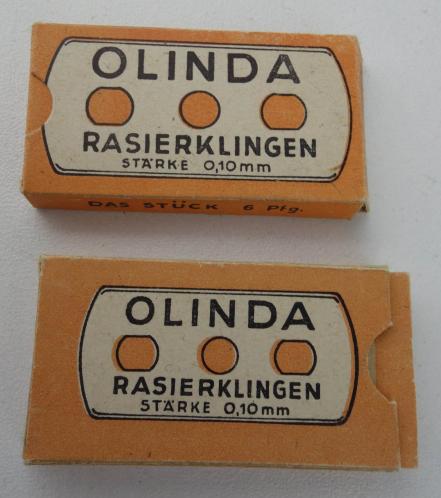 OLINDA
RASIERKLINGEN
STÄRKE 0,10mm
DAS STÜCK 6 Pfg.
OLINDA
RASIERKLINGEN
STÄRKE 0,10mm